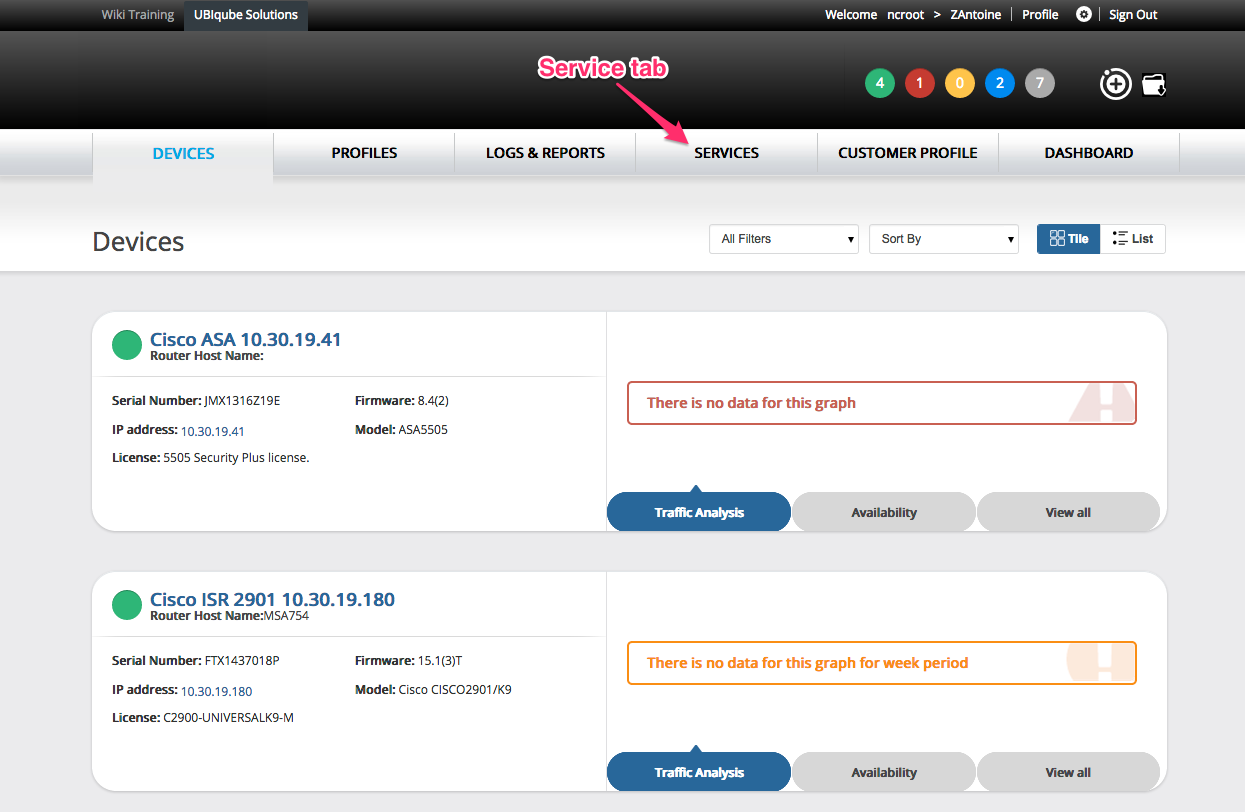 Wiki Training UBIqube Solutions Welcome ncroot > ZAntoine Profile Sign Out
Service tab
4 1 0 2 7
DEVICES PROFILES LOGS & REPORTS SERVICES CUSTOMER PROFILE DASHBOARD
Devices All Filters Sort By Tile List
Cisco ASA 10.30.19.41
Router Host Name:
Serial Number: JMX1316Z19E Firmware: 8.4(2)
IP address: 10.30.19.41 Model: ASA5505
License: 5505 Security Plus license.
There is no data for this graph
Traffic Analysis Availability View all
Cisco ISR 2901 10.30.19.180
Router Host Name:MSA754
Serial Number: FTX1437018P Firmware: 15.1(3)T
IP address: 10.30.19.180 Model: Cisco CISCO2901/K9
License: C2900-UNIVERSALK9-M
There is no data for this graph for week period
Traffic Analysis Availability View all